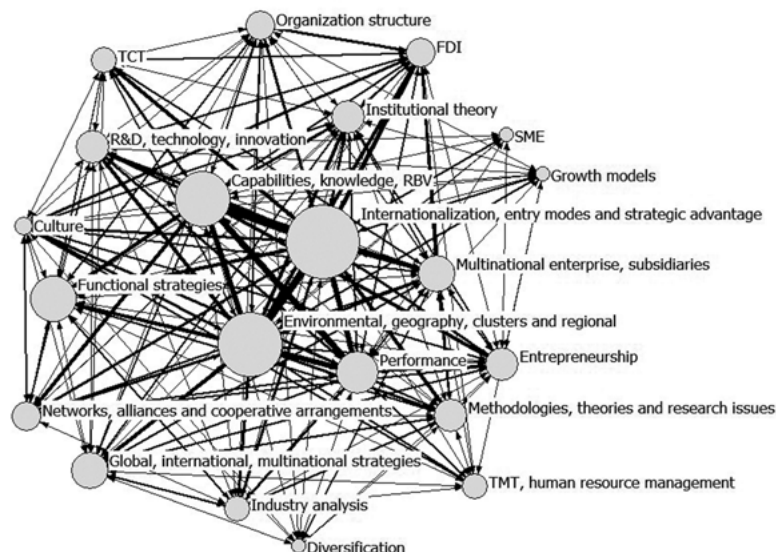 Organization structure
FDI
TCT
Institutional theory
SME
R&D, technology, innovation
Growth models
Capabilities, knowledge, RBV
Internationalization, entry modes and strategic advantage
Culture
Multinational enterprise, subsidiaries
Functional strategies
Environmental, geography, clusters and regional
Performance
Entrepreneurship
Networks, alliances and cooperative arrangements
Methodologies, theories and research issues
Global, international, multinational strategies
TMT, human resource management
Industry analysis
Diversification